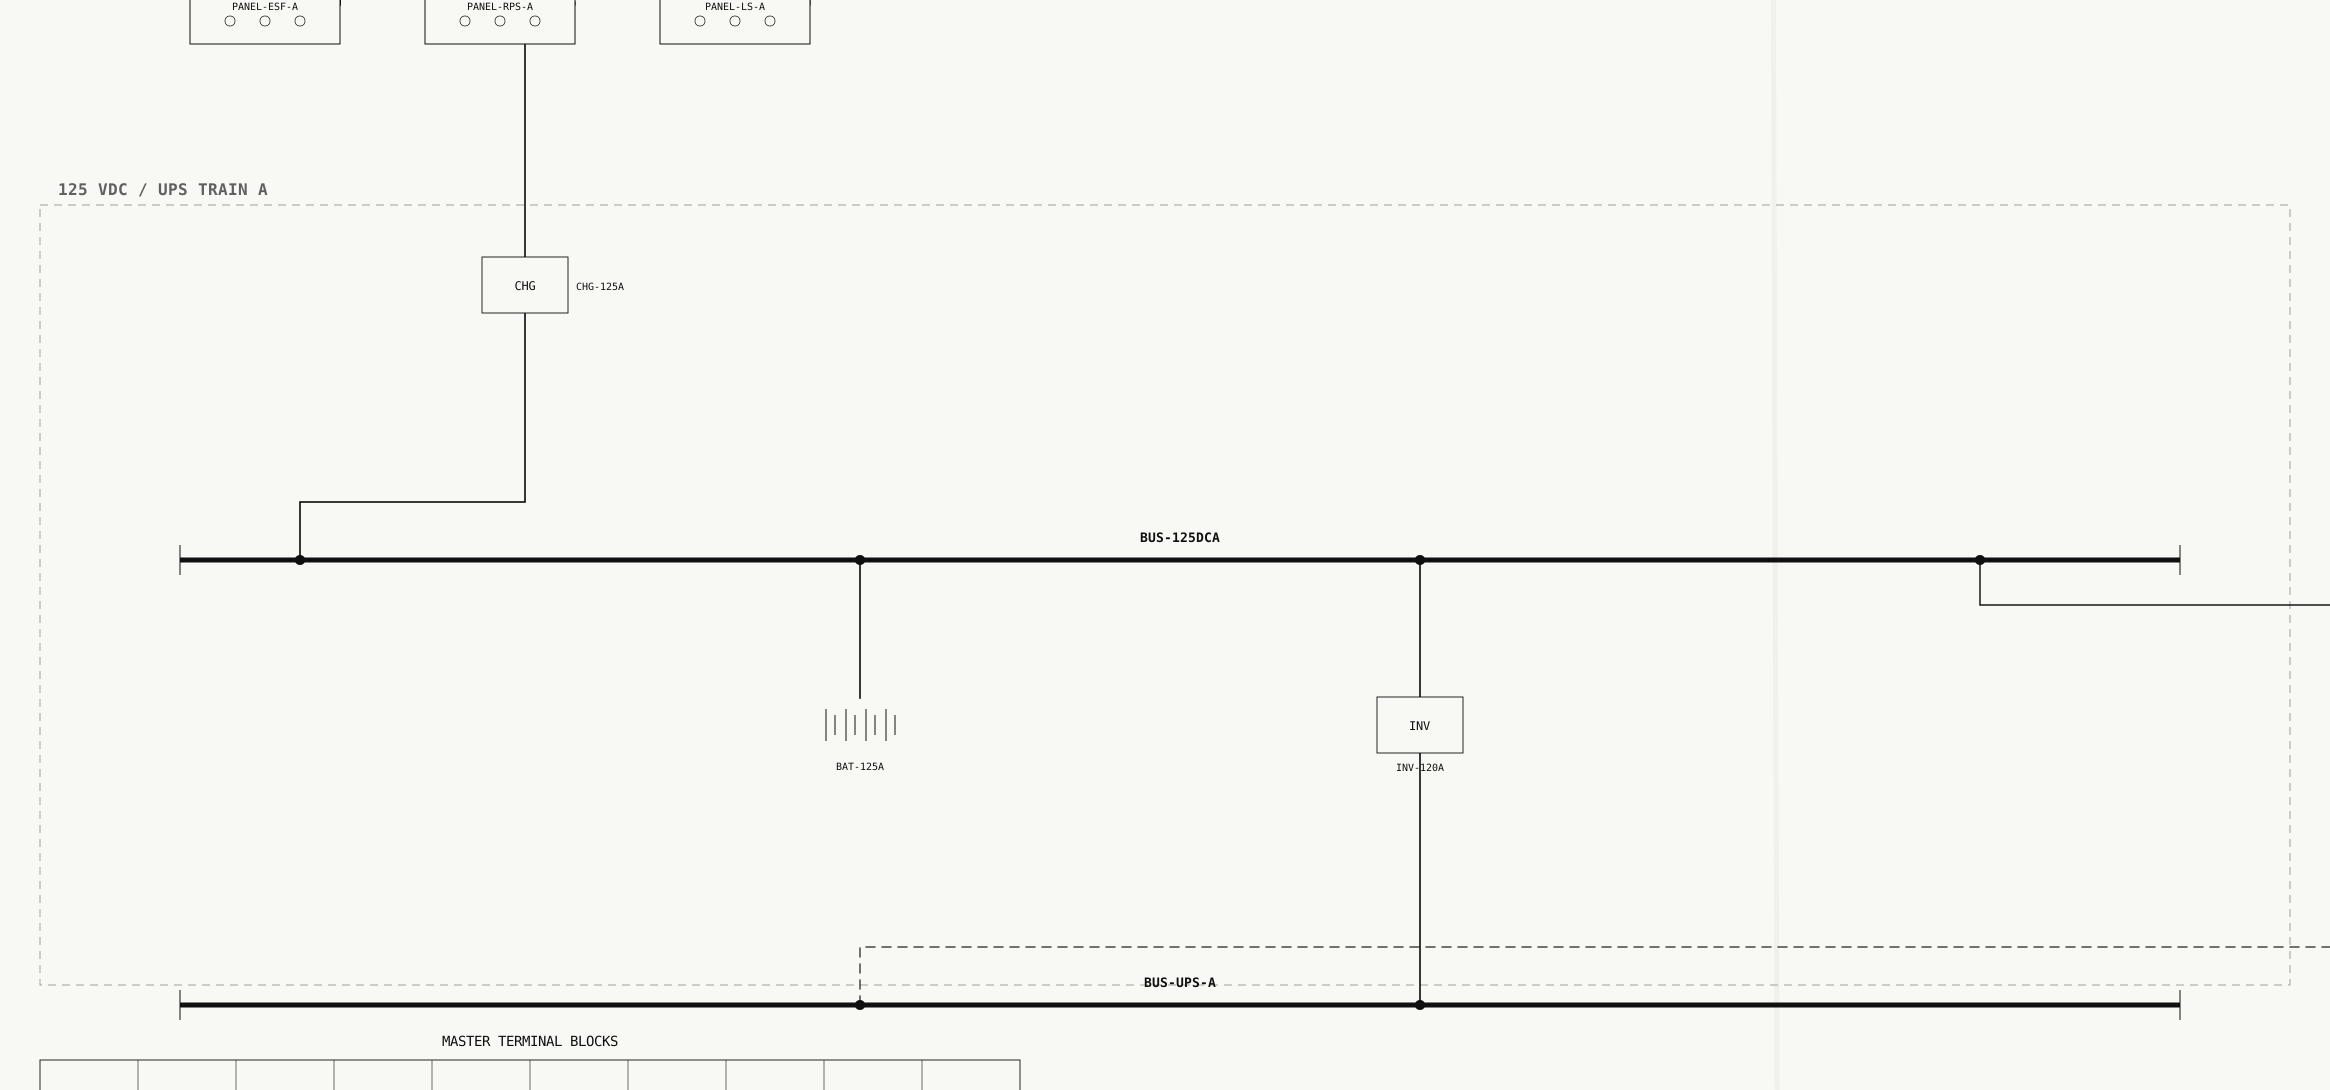 PANEL-ESF-A
PANEL-RPS-A
PANEL-LS-A
125 VDC / UPS TRAIN A
CHG
CHG-125A
BUS-125DCA
INV
BAT-125A
INV-120A
BUS-UPS-A
MASTER TERMINAL BLOCKS